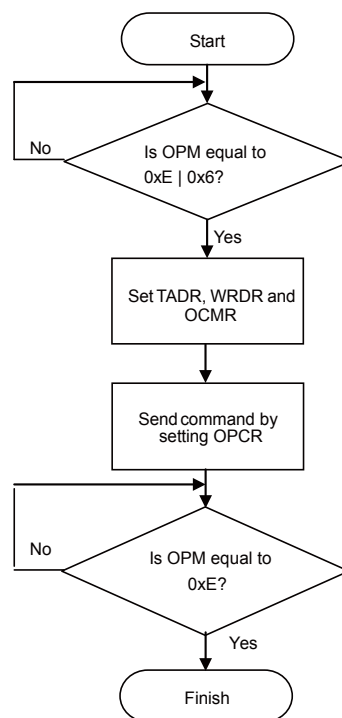 Start
Is OPM equal to
0xE | 0x6?
No
Yes
Set TADR, WRDR and
OCMR
Send command by
setting OPCR
No
Is OPM equal to
0xE?
Yes
Finish